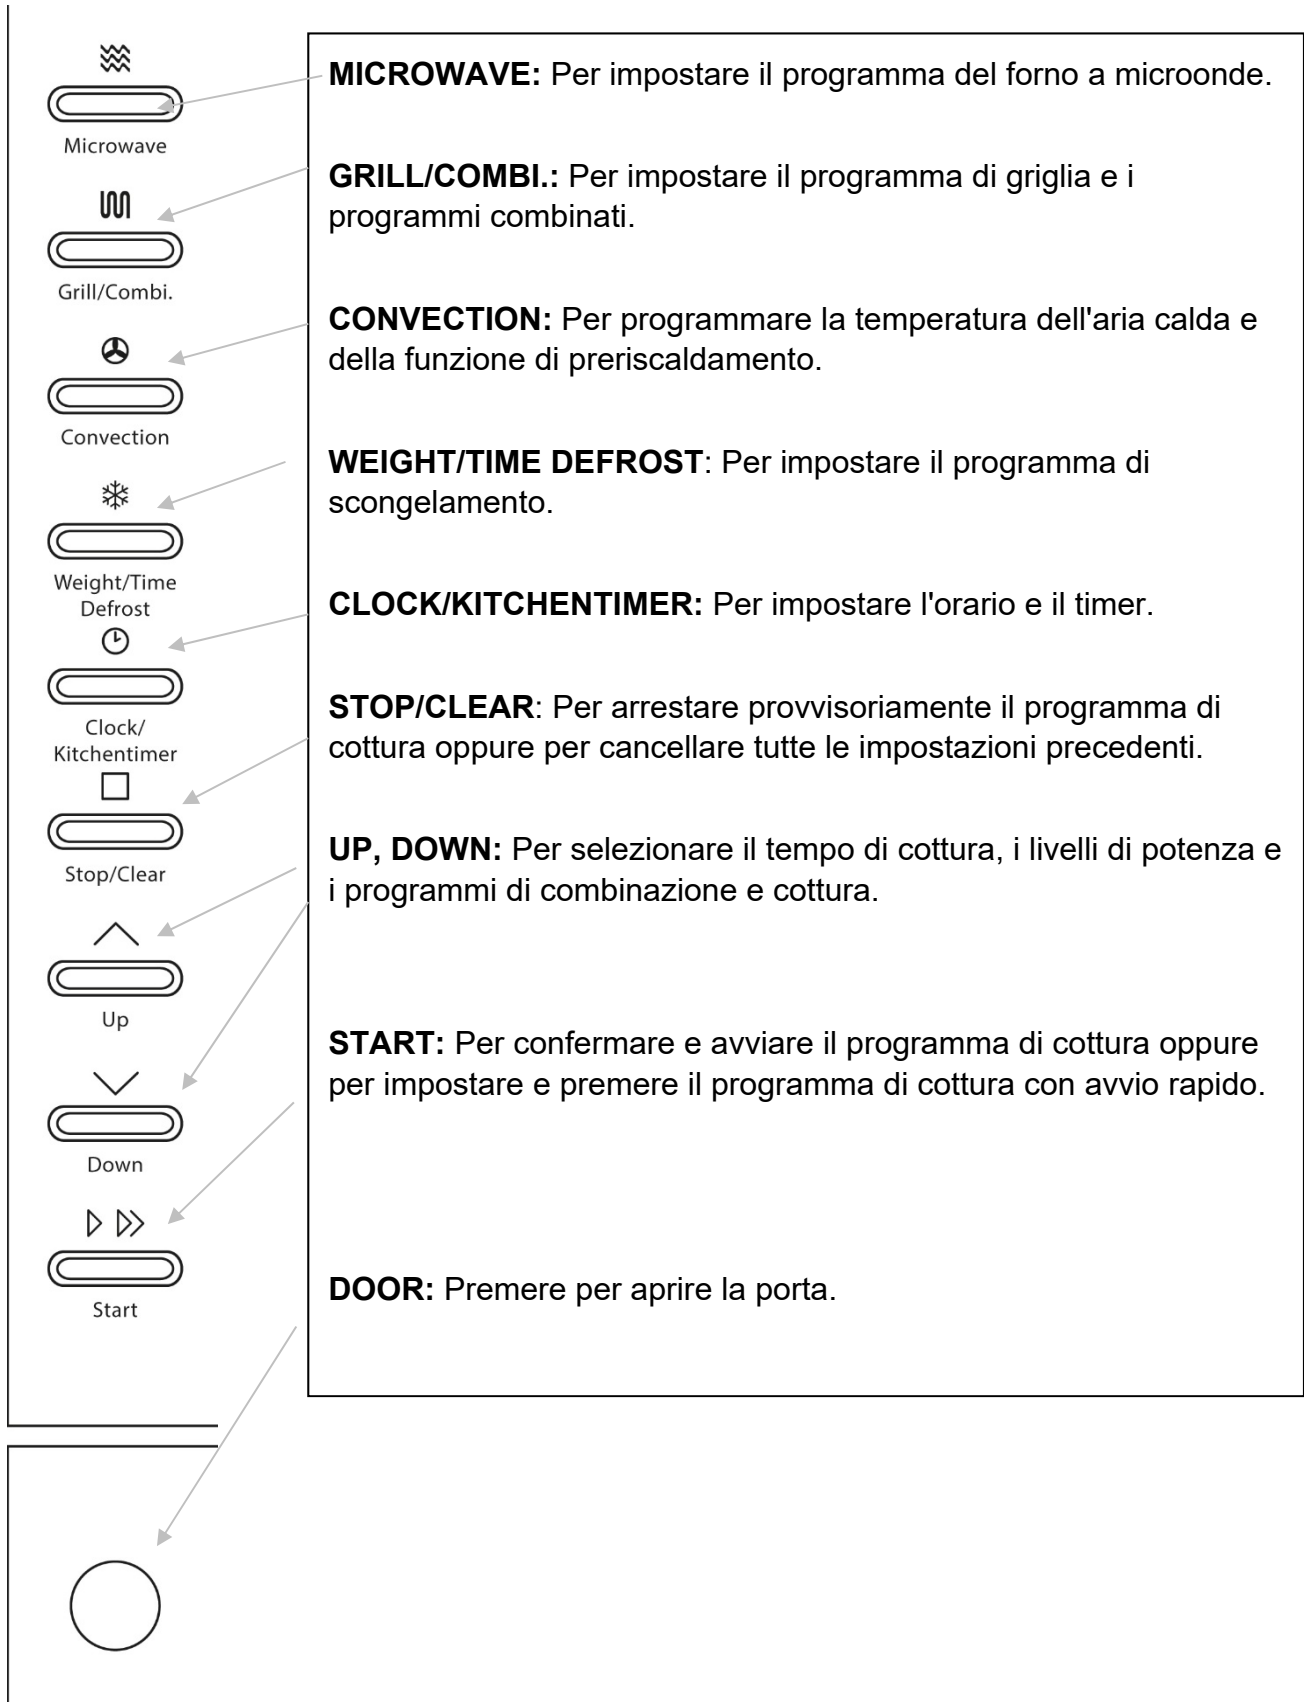 Microwave
Grill/Combi.
Convection
Weight/Time
Defrost
Clock/
Kitchentimer
Stop/Clear
Up
Down
Start
MICROWAVE: Per impostare il programma del forno a microonde.
GRILL/COMBI.: Per impostare il programma di griglia e i
programmi combinati.
CONVECTION: Per programmare la temperatura dell'aria calda e
della funzione di preriscaldamento.
WEIGHT/TIME DEFROST: Per impostare il programma di
scongelamento.
CLOCK/KITCHENTIMER: Per impostare l'orario e il timer.
STOP/CLEAR: Per arrestare provvisoriamente il programma di
cottura oppure per cancellare tutte le impostazioni precedenti.
UP, DOWN: Per selezionare il tempo di cottura, i livelli di potenza e
i programmi di combinazione e cottura.
START: Per confermare e avviare il programma di cottura oppure
per impostare e premere il programma di cottura con avvio rapido.
DOOR: Premere per aprire la porta.